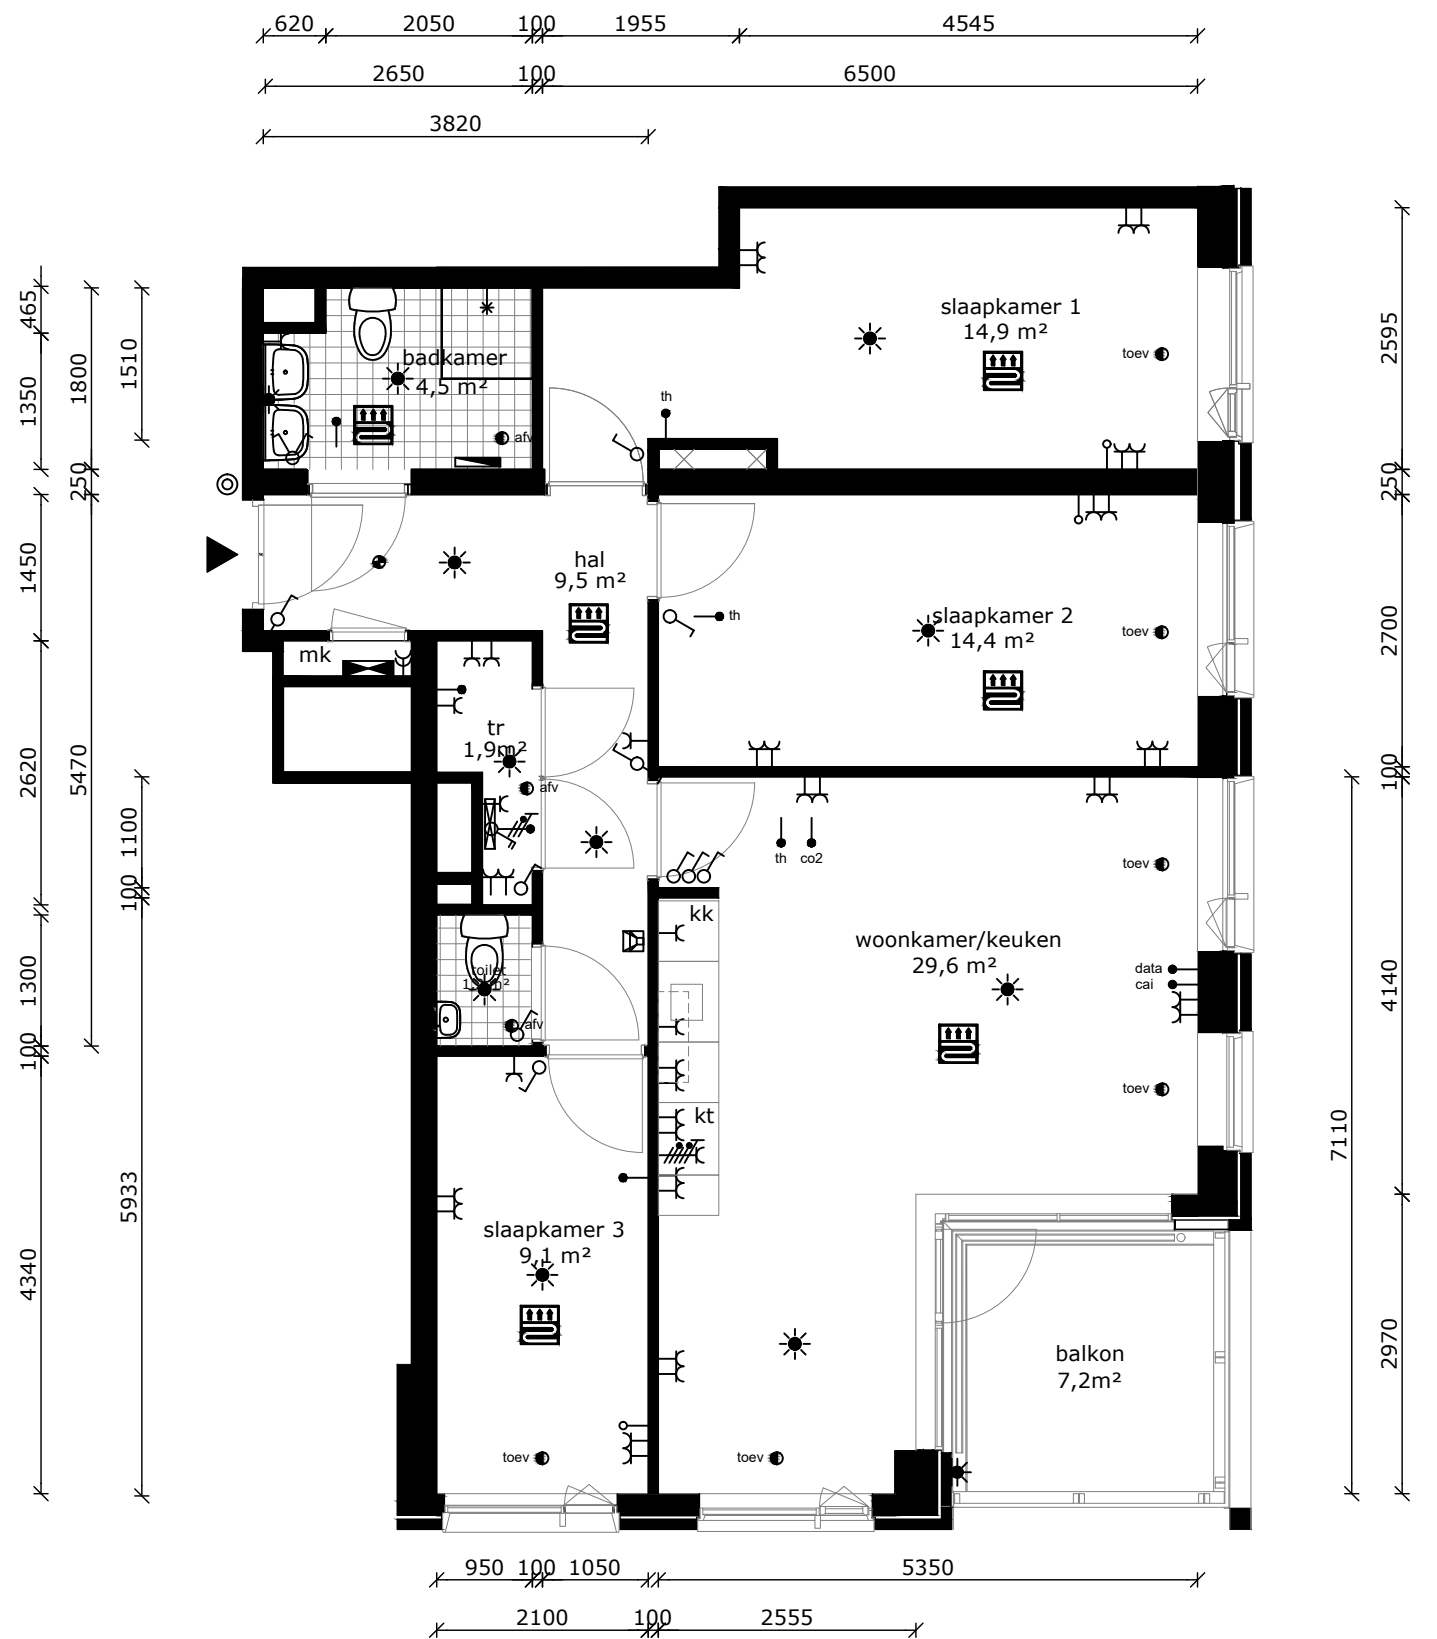 620 2050 100 1955 4545
2650 100 6500
3820
465
1350
1800
250
1510
1450
2620
5470
1100
100
1300
100
5933
4340
2595
250
2700
100
4140
7110
2970
slaapkamer 1
14,9 m²
toev
badkamer
4,5 m²
afv
th
hal
9,5 m²
slaapkamer 2
14,4 m²
th
toev
mk
tr
1,9m²
afv
th co2
toev
kk
woonkamer/keuken
29,6 m²
data
cai
toilet
afv
toev
kt
slaapkamer 3
9,1 m²
balkon
7,2m²
toev
toev
950 100 1050 5350
2100 100 2555